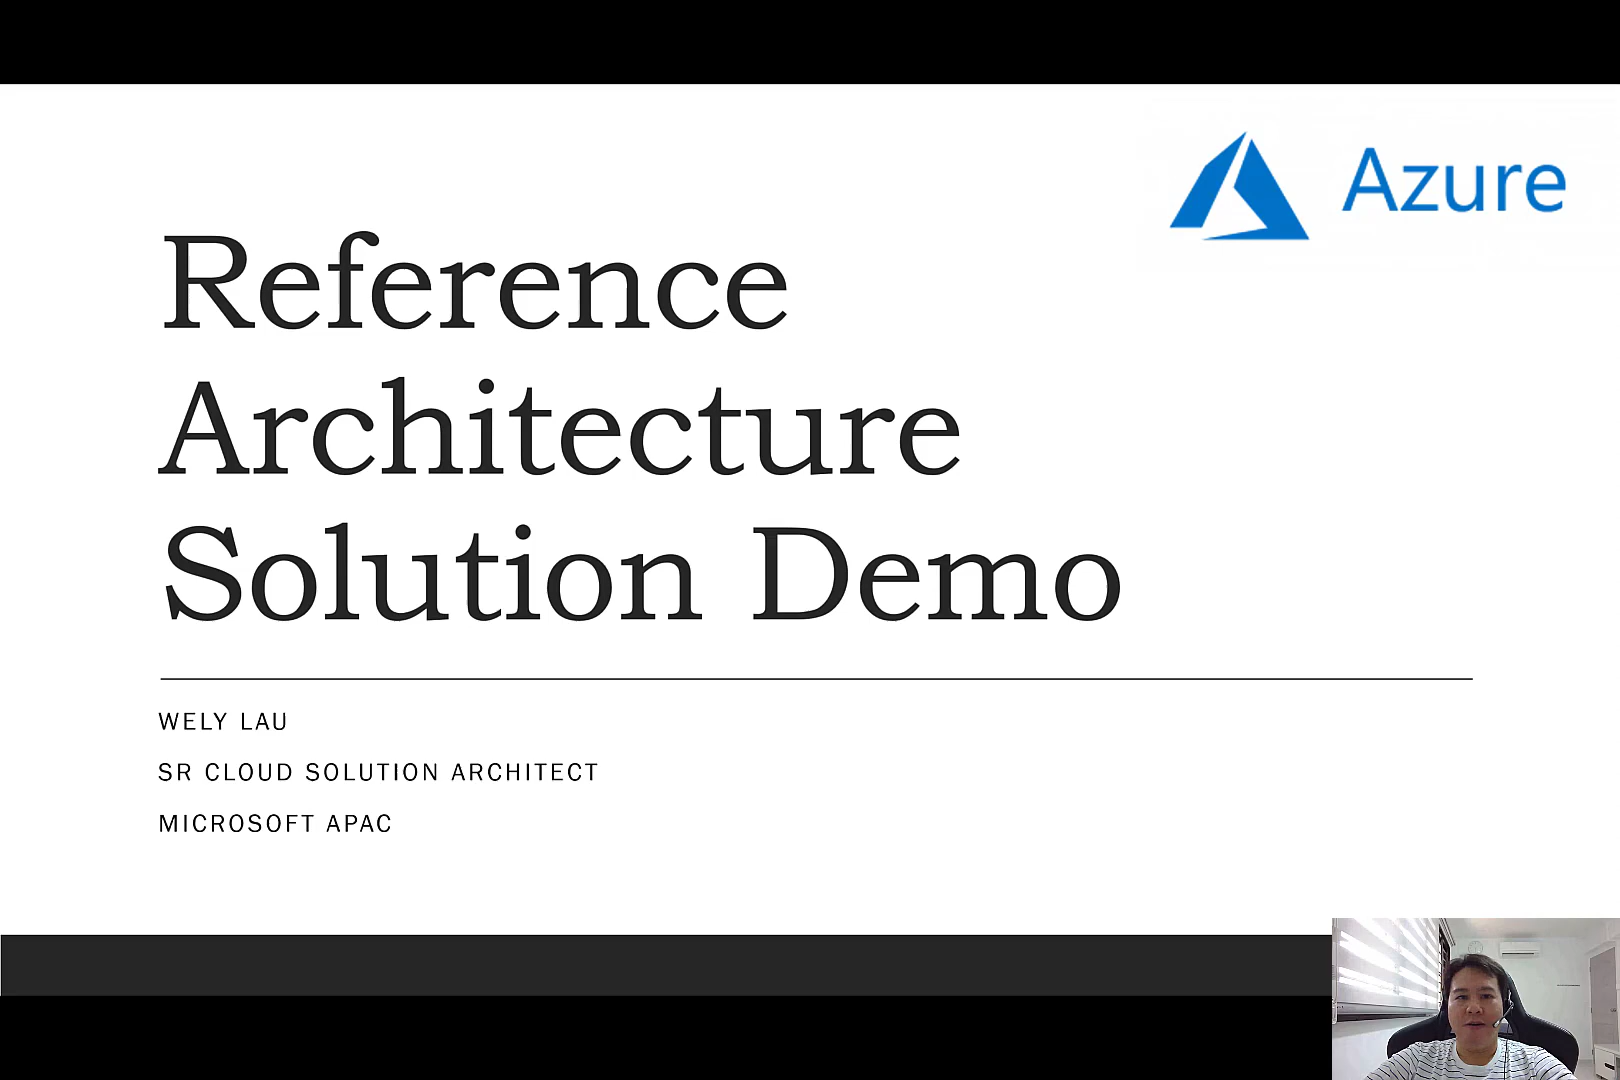 Azure
Reference
Architecture
Solution Demo
WELY LAU
SR CLOUD SOLUTION ARCHITECT
MICROSOFT APAC